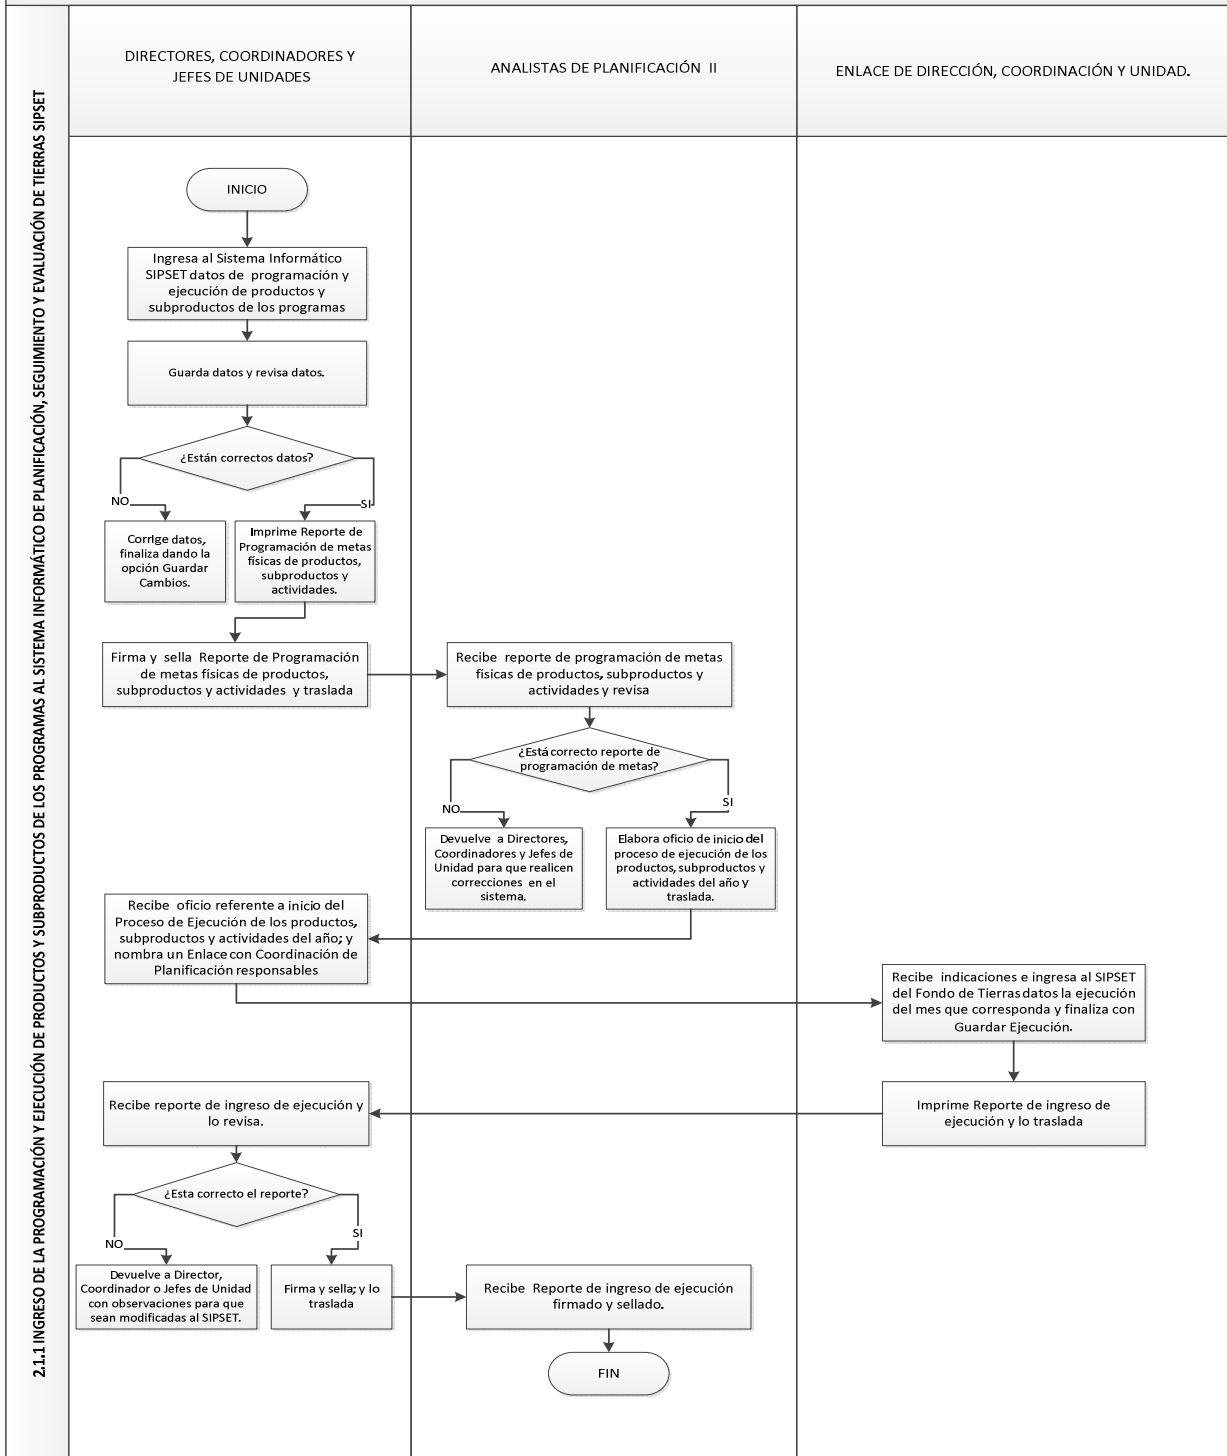 2.1.1 INGRESO DE LA PROGRAMACIÓN Y EJECUCIÓN DE PRODUCTOS Y SUBPRODUCTOS DE LOS PROGRAMAS AL SISTEMA INFORMÁTICO DE PLANIFICACIÓN, SEGUIMIENTO Y EVALUACIÓN DE TIERRAS SIPSET
DIRECTORES, COORDINADORES Y
JEFES DE UNIDADES
ANALISTAS DE PLANIFICACIÓN II
ENLACE DE DIRECCIÓN, COORDINACIÓN Y UNIDAD.
INICIO
Ingresa al Sistema Informático
SIPSET datos de programación y
ejecución de productos y
subproductos de los programas
Guarda datos y revisa datos.
¿Están correctos datos?
NO
SI
Corrige datos,
finaliza dando la
opción Guardar
Cambios.
Imprime Reporte de
Programación de metas
físicas de productos,
subproductos y
actividades.
Firma y sella Reporte de Programación
de metas físicas de productos,
subproductos y actividades y traslada
Recibe reporte de programación de metas
físicas de productos, subproductos y
actividades y revisa
¿Está correcto reporte de
programación de metas?
NO
SI
Devuelve a Directores,
Coordinadores y Jefes de
Unidad para que realicen
correcciones en el
sistema.
Elabora oficio de inicio del
proceso de ejecución de los
productos, subproductos y
actividades del año y
traslada.
Recibe oficio referente a inicio del
Proceso de Ejecución de los productos,
subproductos y actividades del año; y
nombra un Enlace con Coordinación de
Planificación responsables
Recibe indicaciones e ingresa al SIPSET
del Fondo de Tierras datos la ejecución
del mes que corresponda y finaliza con
Guardar Ejecución.
Imprime Reporte de ingreso de
ejecución y lo traslada
Recibe reporte de ingreso de ejecución y
lo revisa.
¿Esta correcto el reporte?
NO
SI
Devuelve a Director,
Coordinador o Jefes de Unidad
con observaciones para que
sean modificadas al SIPSET.
Firma y sella; y lo
traslada
Recibe Reporte de ingreso de ejecución
firmado y sellado.
FIN